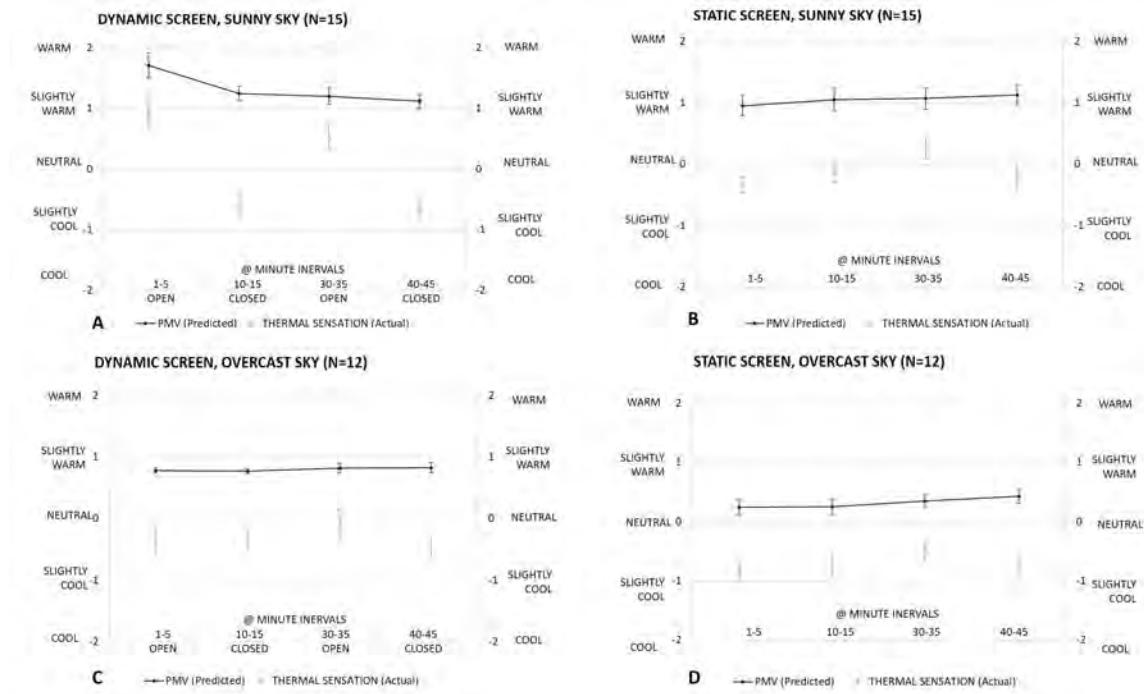 DYNAMIC SCREEN, SUNNY SKY (N=15)
WARM 2 2 WARM
SLIGHTLY WARM 1 1 SLIGHTLY WARM
NEUTRAL 0 0 NEUTRAL
SLIGHTLY COOL -1 -1 SLIGHTLY COOL
COOL -2 -2 COOL
@ MINUTE INERVALS
1-5 10-15 30-35 40-45
OPEN CLOSED OPEN CLOSED
A PMV (Predicted) THERMAL SENSATION (Actual)
STATIC SCREEN, SUNNY SKY (N=15)
WARM 2 2 WARM
SLIGHTLY WARM 1 1 SLIGHTLY WARM
NEUTRAL 0 0 NEUTRAL
SLIGHTLY COOL -1 -1 SLIGHTLY COOL
COOL -2 -2 COOL
@ MINUTE INERVALS
1-5 10-15 30-35 40-45
B PMV (Predicted) THERMAL SENSATION (Actual)
DYNAMIC SCREEN, OVERCAST SKY (N=12)
WARM 2 2 WARM
SLIGHTLY WARM 1 1 SLIGHTLY WARM
NEUTRAL 0 0 NEUTRAL
SLIGHTLY COOL -1 -1 SLIGHTLY COOL
COOL -2 -2 COOL
@ MINUTE INERVALS
1-5 10-15 30-35 40-45
OPEN CLOSED OPEN CLOSED
C PMV (Predicted) THERMAL SENSATION (Actual)
STATIC SCREEN, OVERCAST SKY (N=12)
WARM 2 2 WARM
SLIGHTLY WARM 1 1 SLIGHTLY WARM
NEUTRAL 0 0 NEUTRAL
SLIGHTLY COOL -1 -1 SLIGHTLY COOL
COOL -2 -2 COOL
@ MINUTE INERVALS
1-5 10-15 30-35 40-45
D PMV (Predicted) THERMAL SENSATION (Actual)